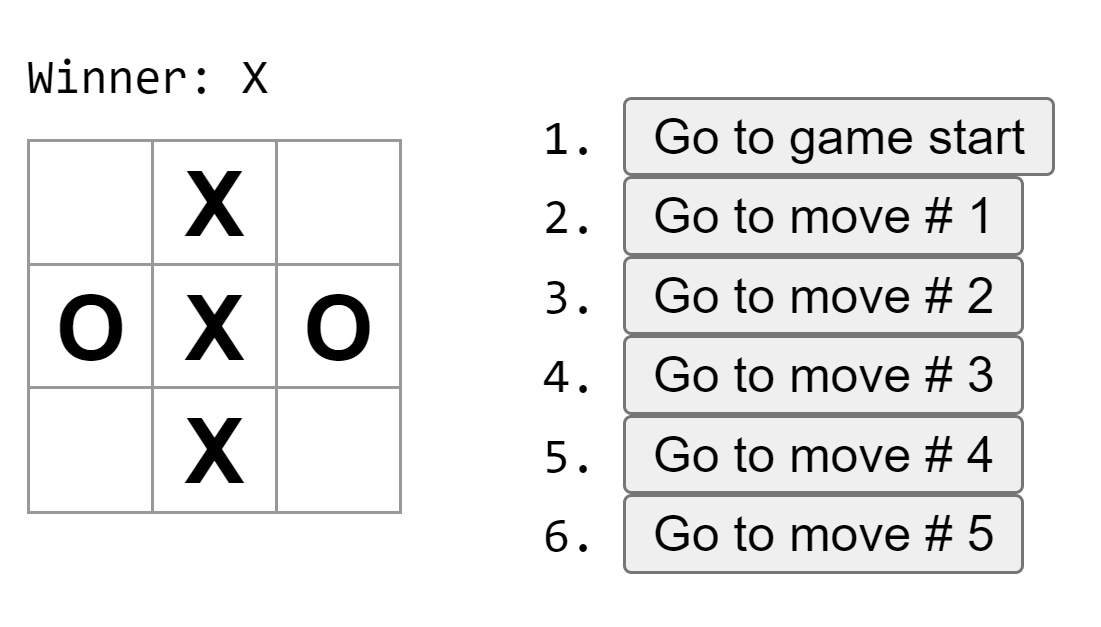 Winner: X
X
O X O
X
1. Go to game start
2. Go to move # 1
3. Go to move # 2
4. Go to move # 3
5. Go to move # 4
6. Go to move # 5